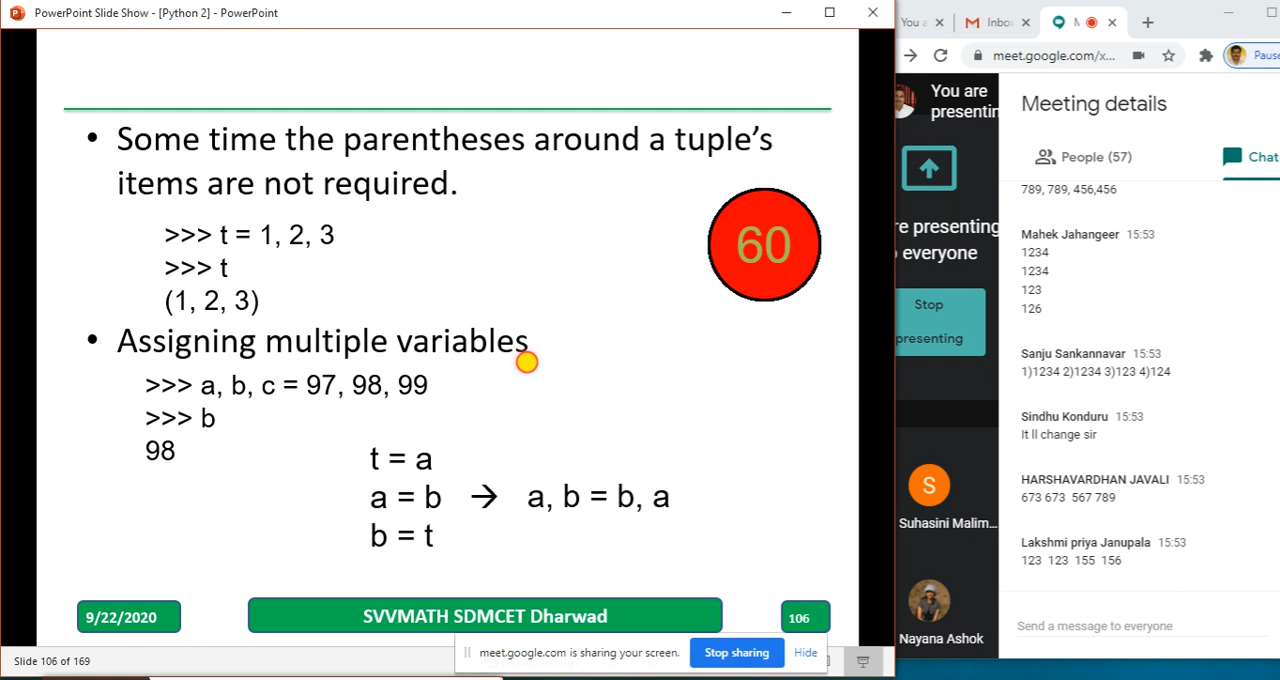 PowerPoint Slide Show - [Python 2] - PowerPoint
• Some time the parentheses around a tuple's
items are not required.
>>> t = 1, 2, 3
>>> t
(1, 2, 3)
60
• Assigning multiple variables
>>> a, b, c = 97, 98, 99
>>> b
98
t = a
a = b → a, b = b, a
b = t
9/22/2020
SVVMATH SDMCET Dharwad
106
Slide 106 of 169
meet.google.com is sharing your screen.
Stop sharing
Hide
You a
Inbo
M
meet.google.com/x...
Pause
You are
presentin
re presenting
everyone
Stop
presenting
S
Suhasini Malim...
Nayana Ashok
Meeting details
People (57)
Chat
789, 789, 456,456
Mahek Jahangeer 15:53
1234
1234
123
126
Sanju Sankannavar 15:53
1)1234 2)1234 3)123 4)124
Sindhu Konduru 15:53
It ll change sir
HARSHAVARDHAN JAVALI 15:53
673 673 567 789
Lakshmi priya Janupala 15:53
123 123 155 156
Send a message to everyone